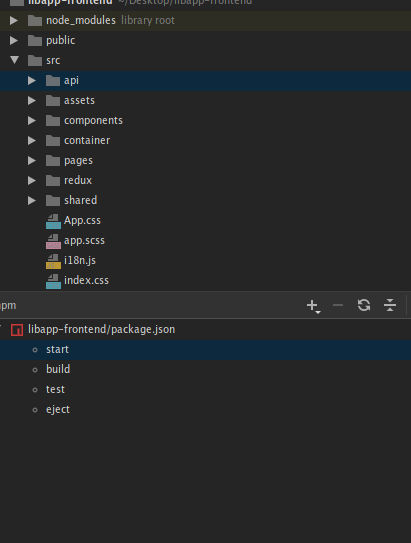 libapp-frontend ~/Desktop/libapp-frontend
node_modules library root
public
src
api
assets
components
container
pages
redux
shared
App.css
app.scss
i18n.js
index.css
npm
libapp-frontend/package.json
start
build
test
eject